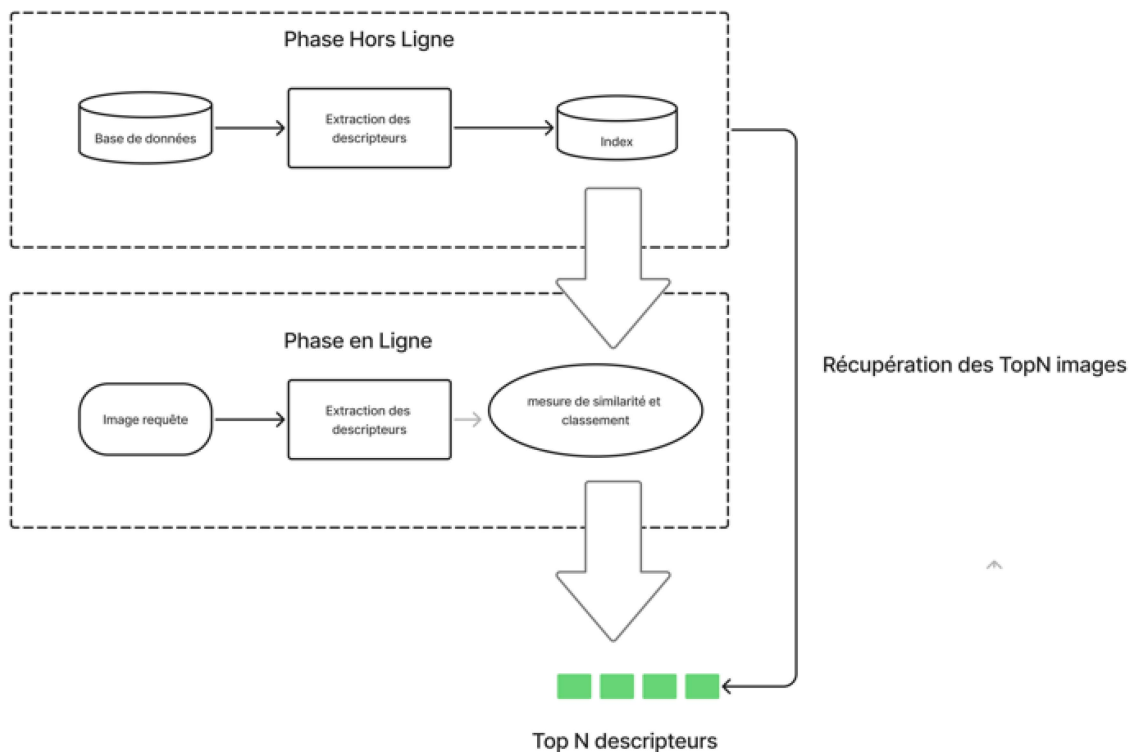 Phase Hors Ligne
Base de données
Extraction des
descripteurs
Index
Phase en Ligne
Image requête
Extraction des
descripteurs
mesure de similarité et
classement
Récupération des TopN images
Top N descripteurs